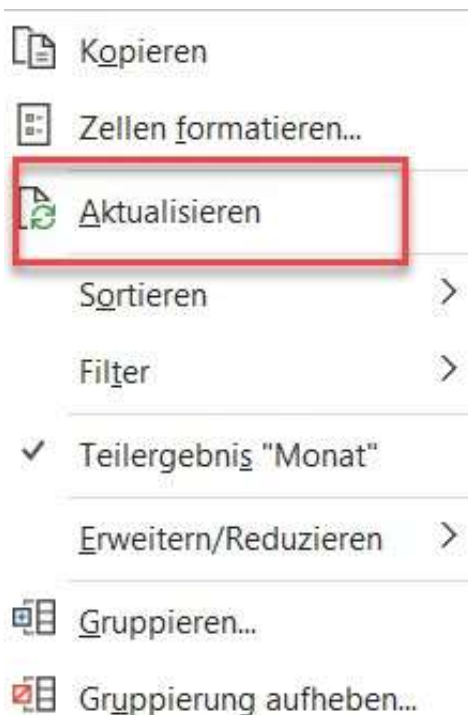 Kopieren
Zellen formatieren...
Aktualisieren
Sortieren
Filter
Teilergebnis "Monat"
Erweitern/Reduzieren
Gruppieren...
Gruppierung aufheben...